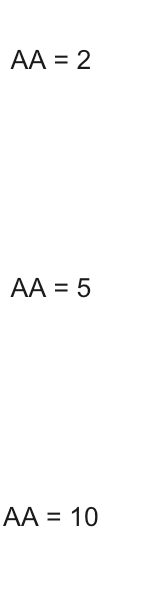 AA = 2
AA = 5
AA = 10